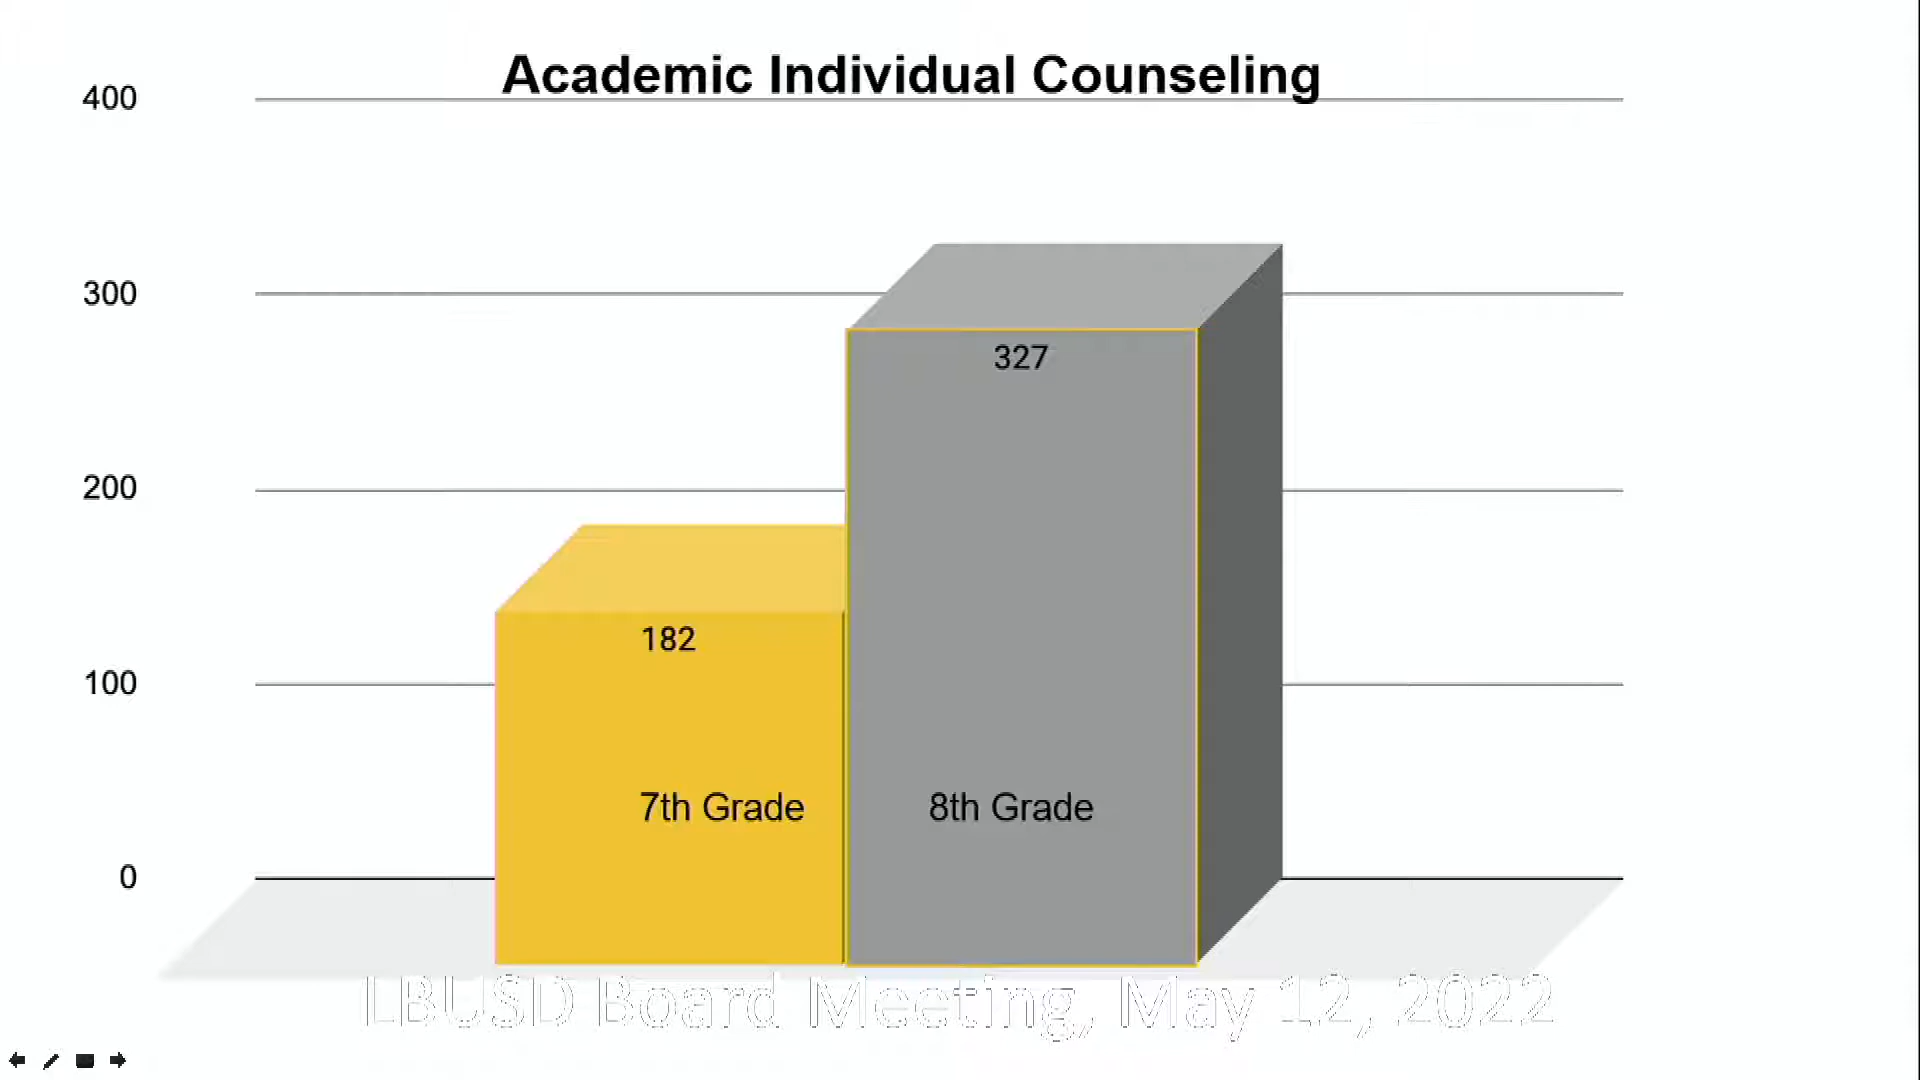 Academic Individual Counseling
400
300
200
100
0
327
182
7th Grade
8th Grade
LBUSD Board Meeting, May 12, 2022